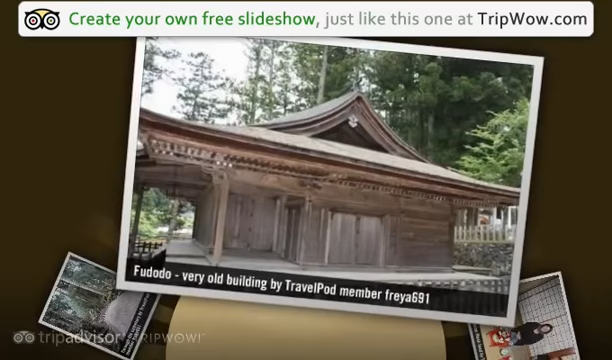 Create your own free slideshow, just like this one at TripWow.com
Fudodo - very old building by TravelPod member freya691
tripadvisor TRIPWOW!